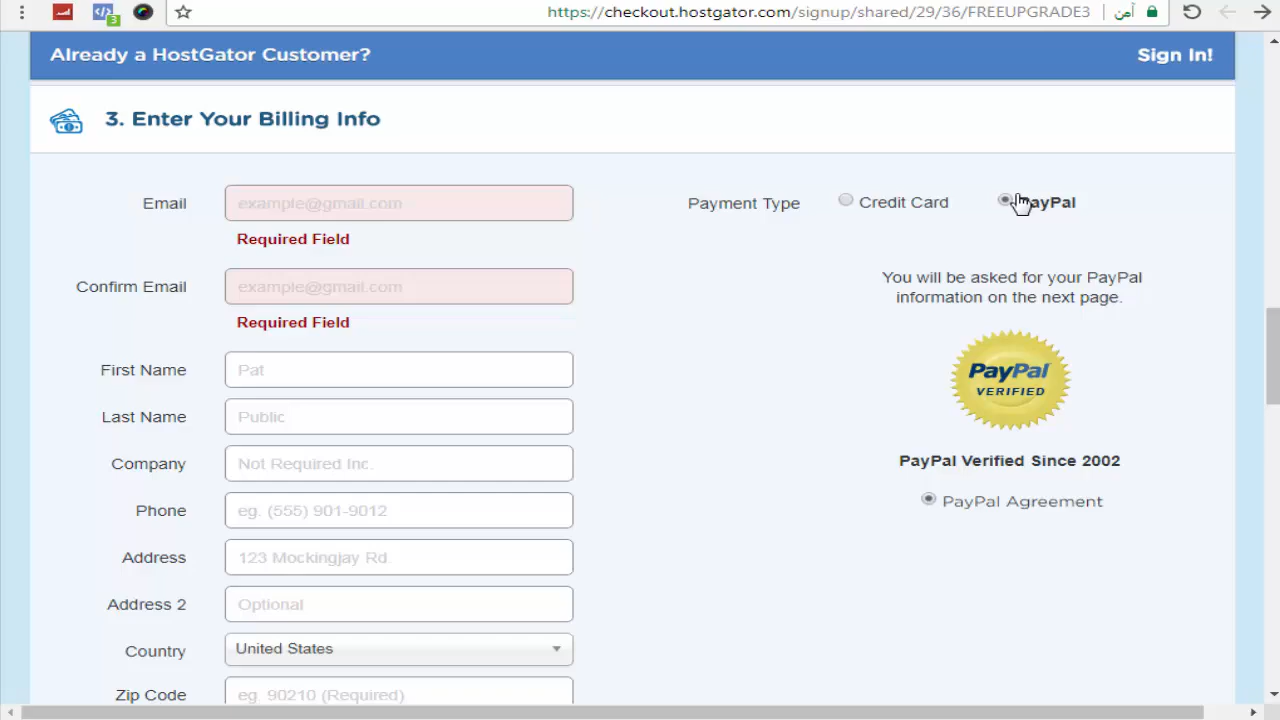 3
https://checkout.hostgator.com/signup/shared/29/36/FREEUPGRADE3 | آمن
Already a HostGator Customer? Sign In!
3. Enter Your Billing Info
Email example@gmail.com Payment Type Credit Card PayPal
Required Field
Confirm Email example@gmail.com
Required Field
You will be asked for your PayPal
information on the next page.
PayPal
VERIFIED
PayPal Verified Since 2002
PayPal Agreement
First Name Pat
Last Name Public
Company Not Required Inc.
Phone eg. (555) 901-9012
Address 123 Mockingjay Rd.
Address 2 Optional
Country United States
Zip Code eg. 90210 (Required)